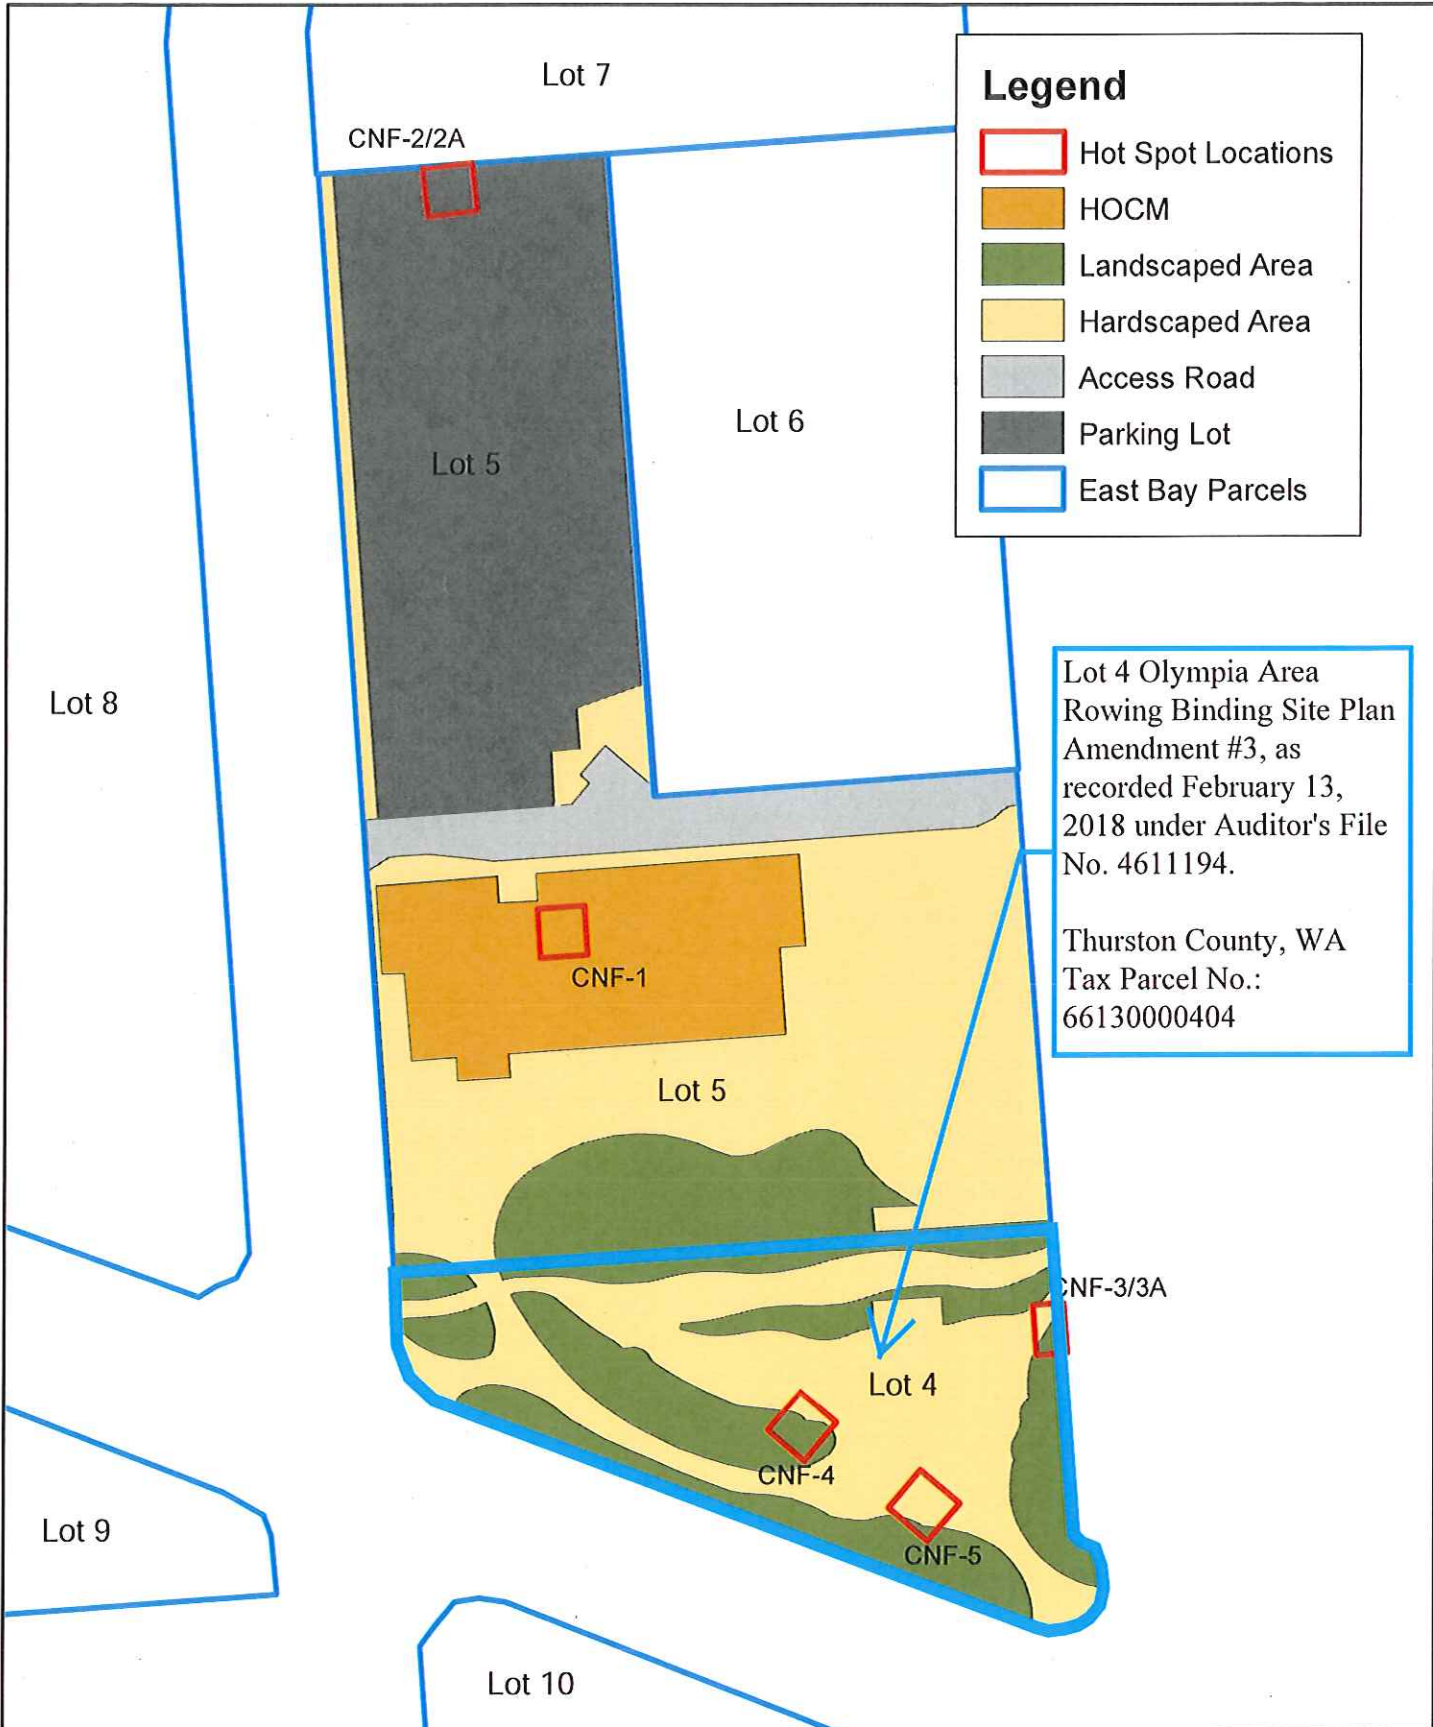 Lot 7
CNF-2/2A
Legend
Hot Spot Locations
HOCM
Landscaped Area
Hardscaped Area
Access Road
Parking Lot
East Bay Parcels
Lot 6
Lot 5
Lot 8
Lot 4 Olympia Area
Rowing Binding Site Plan
Amendment #3, as
recorded February 13,
2018 under Auditor's File
No. 4611194.
Thurston County, WA
Tax Parcel No.:
66130000404
CNF-1
Lot 5
CNF-3/3A
Lot 4
CNF-4
CNF-5
Lot 9
Lot 10